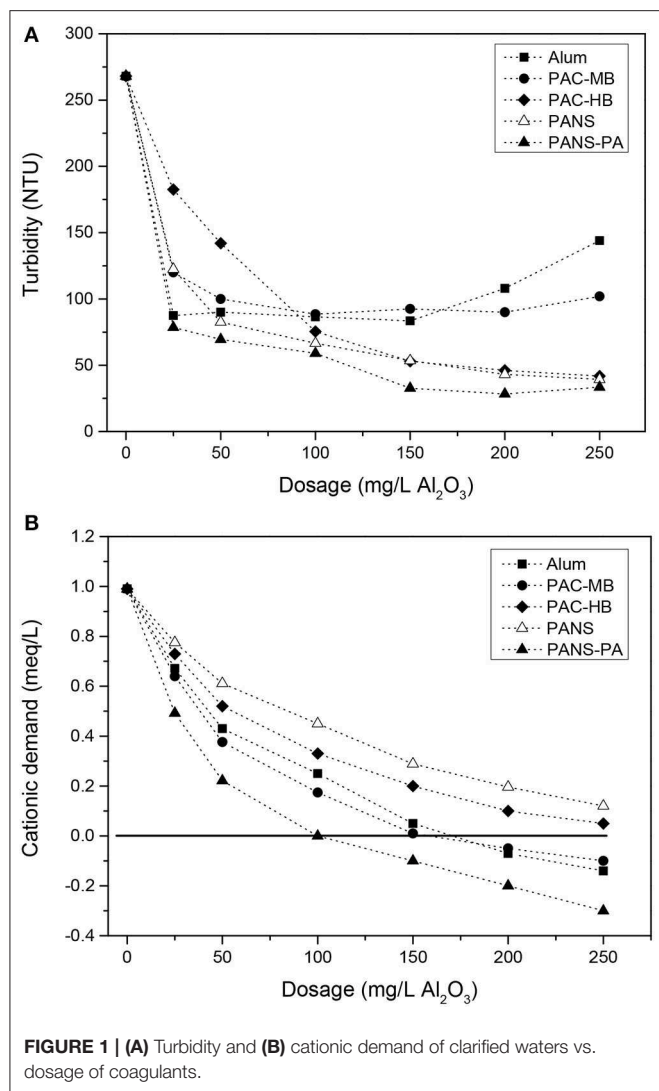 A
300
250
200
150
100
50
0
Turbidity (NTU)
Alum
PAC-MB
PAC-HB
PANS
PANS-PA
0 50 100 150 200 250
Dosage (mg/L Al₂O₃)
B
1.2
1.0
0.8
0.6
0.4
0.2
0.0
-0.2
-0.4
Cationic demand (meq/L)
Alum
PAC-MB
PAC-HB
PANS
PANS-PA
0 50 100 150 200 250
Dosage (mg/L Al₂O₃)
FIGURE 1 | (A) Turbidity and (B) cationic demand of clarified waters vs.
dosage of coagulants.